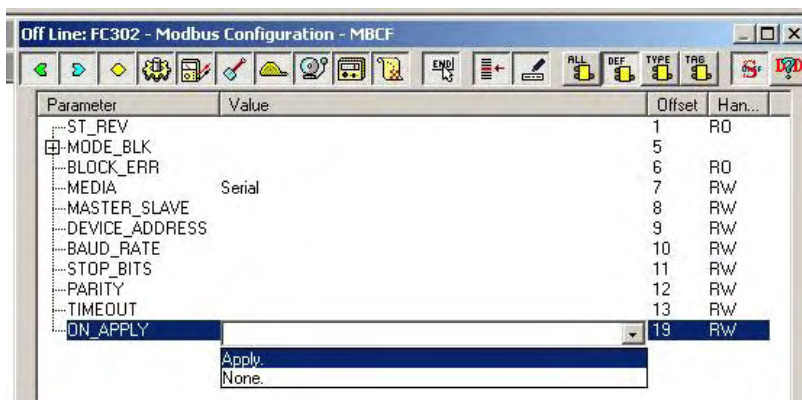 Off Line: FC302 - Modbus Configuration - MBCF
END ALL DEF TYPE TAG
Parameter Value Offset Han...
ST_REV 1 RO
MODE_BLK 5
BLOCK_ERR 6 RO
MEDIA Serial 7 RW
MASTER_SLAVE 8 RW
DEVICE_ADDRESS 9 RW
BAUD_RATE 10 RW
STOP_BITS 11 RW
PARITY 12 RW
TIMEOUT 13 RW
ON_APPLY 19 RW
Apply.
None.